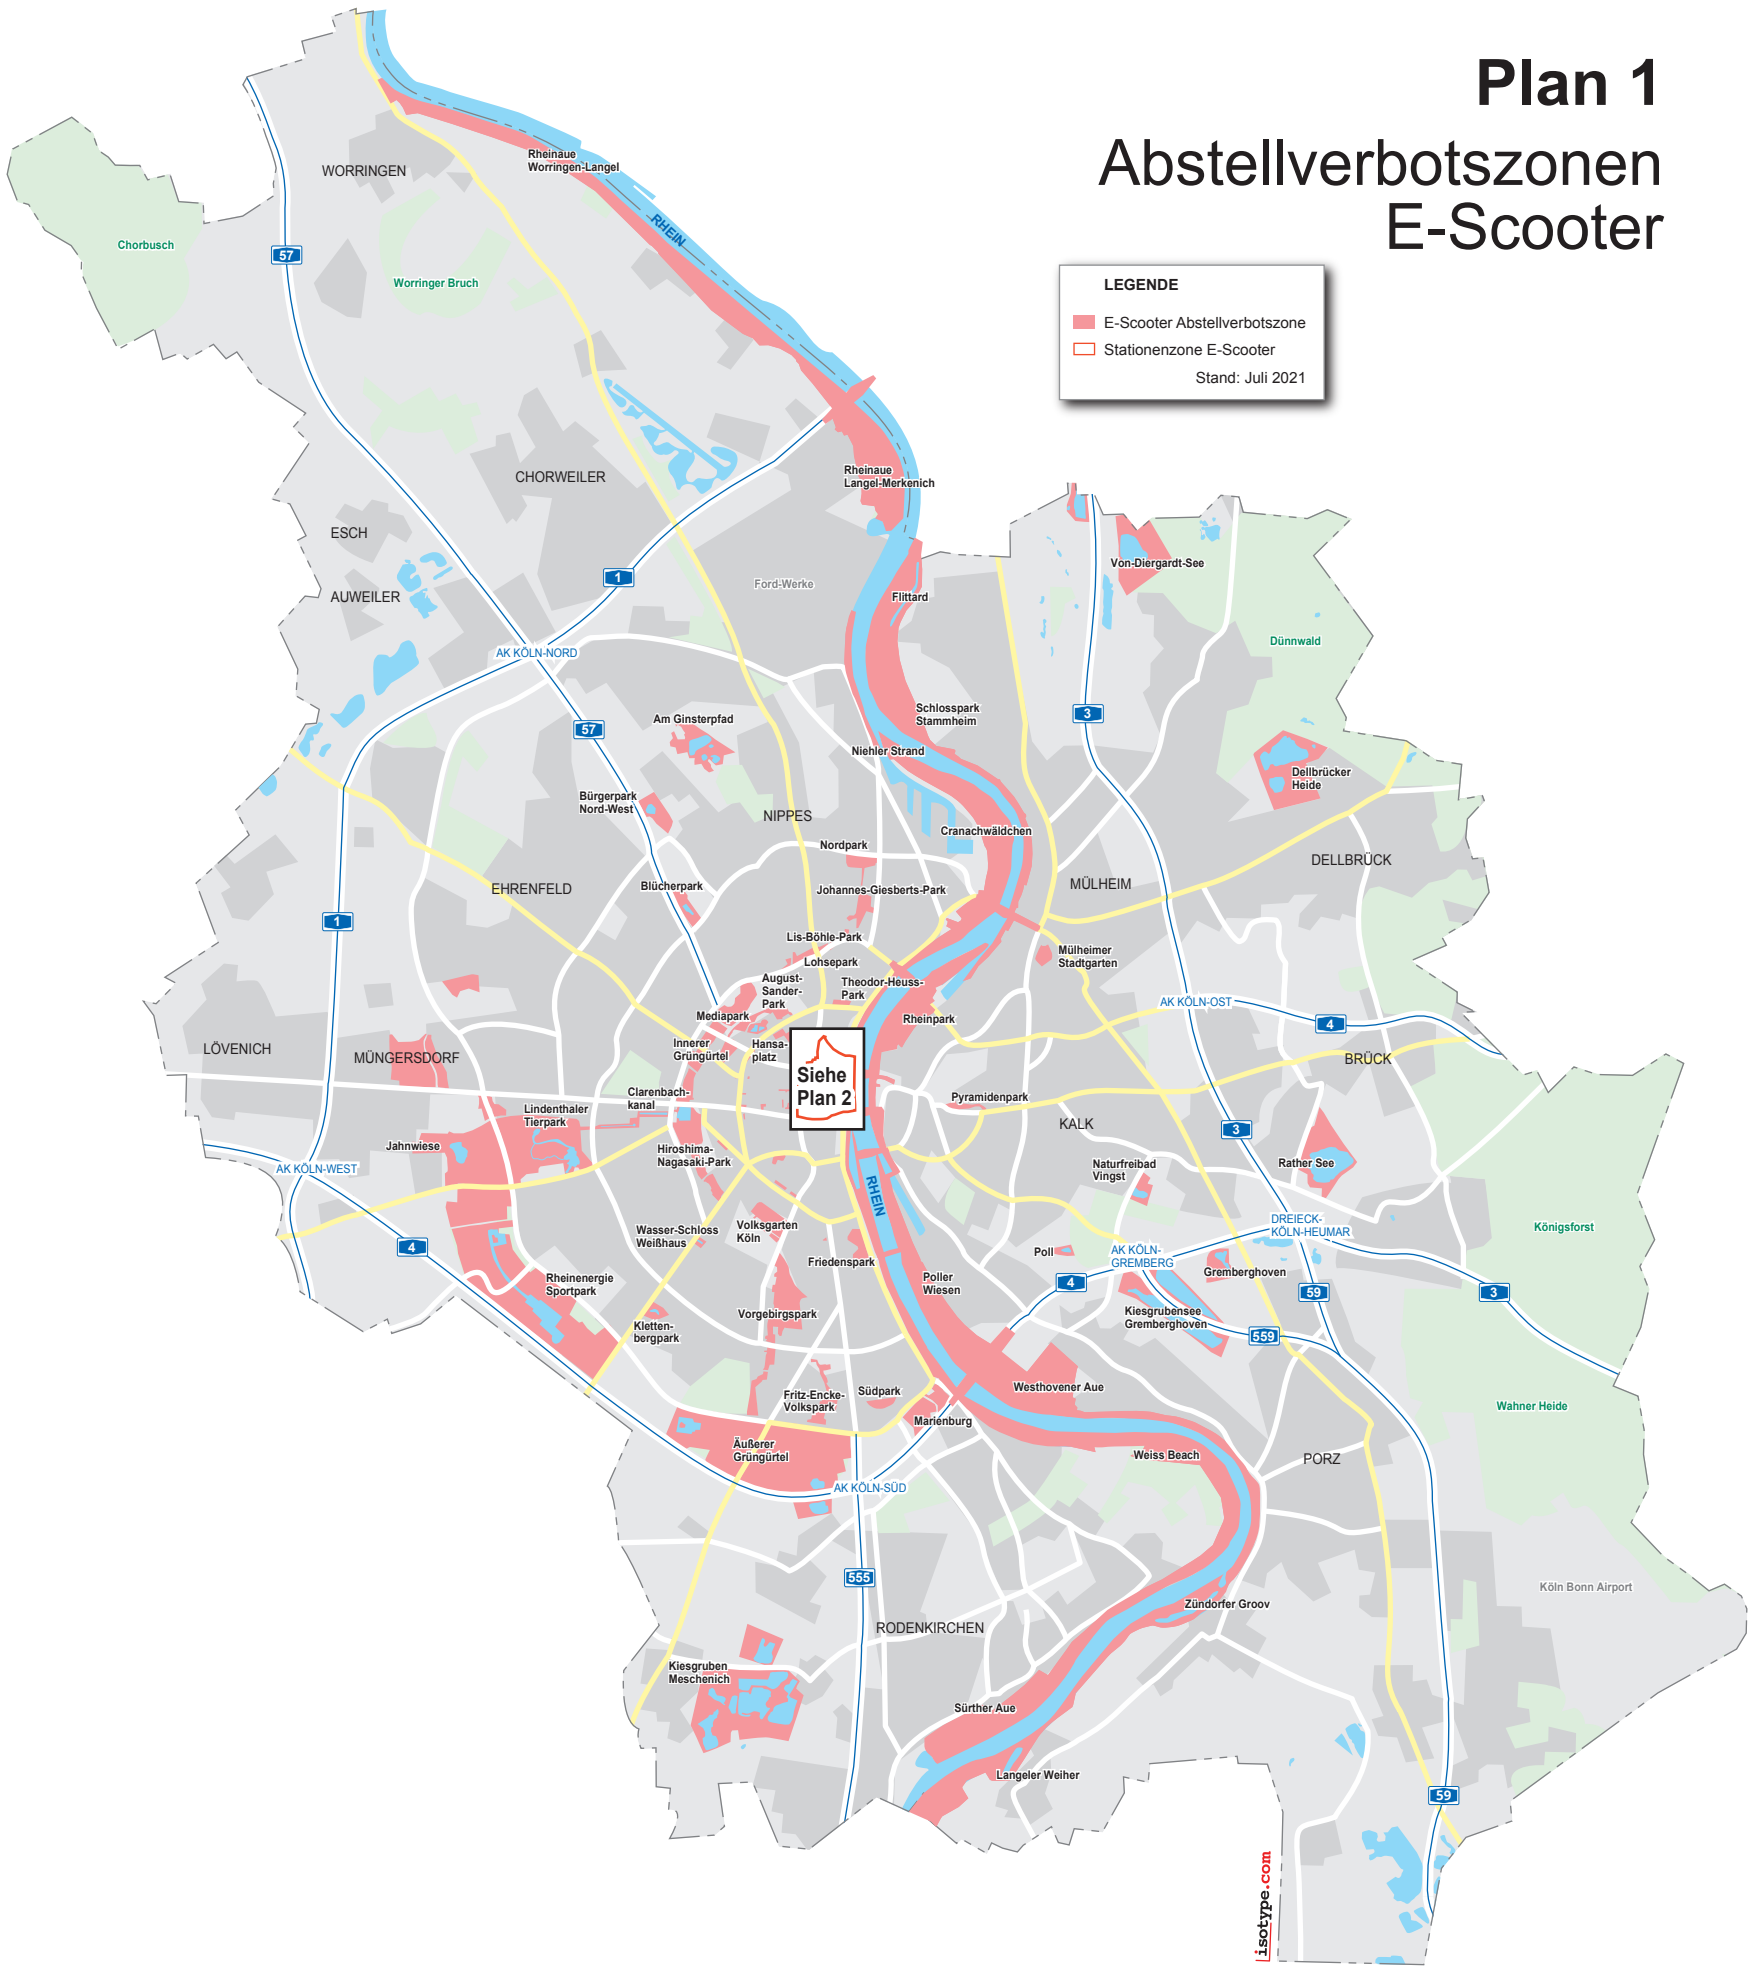 Plan 1
Abstellverbotszonen
E-Scooter
LEGENDE
E-Scooter Abstellverbotszone
Stationenzone E-Scooter
Stand: Juli 2021
Rheinaue
Worringen-Langel
WORRINGEN
RHEIN
Chorbusch
57
Worringer Bruch
CHORWEILER
Rheinaue
Langel-Merkenich
ESCH
1
Ford-Werke
AUWEILER
Flittard
Von-Diergardt-See
Dünnwald
AK KÖLN-NORD
Schlosspark
Stammheim
3
Am Ginsterpfad
57
Niehler Strand
Dellbrücker
Heide
Bürgerpark
Nord-West
NIPPES
Cranachwäldchen
Nordpark
DELLBRÜCK
EHRENFELD
Blücherpark
Johannes-Giesberts-Park
MÜLHEIM
1
Lis-Böhle-Park
Lohsepark
Mülheimer
Stadtgarten
August-
Sander-
Park
Theodor-Heuss-
Park
AK KÖLN-OST
Mediapark
Rheinpark
4
LÖVENICH
MÜNGERSDORF
Innerer
Grüngürtel
Hansa-
platz
BRÜCK
Siehe
Plan 2
Clarenbach-
kanal
Pyramidenpark
Lindenthaler
Tierpark
KALK
3
Jahnwiese
Hiroshima-
Nagasaki-Park
AK KÖLN-WEST
Naturfreibad
Vingst
Rather See
RHEIN
Wasser-Schloss
Weißhaus
Volksgarten
Köln
DREIECK-
KÖLN-HEUMAR
Königsforst
4
Friedenspark
Poll
AK KÖLN-
GREMBERG
Gremberghoven
Rheinenergie
Sportpark
Poller
Wiesen
4
59
3
Kletten-
bergpark
Vorgebirgspark
Kiesgrubensee
Gremberghoven
559
Westhovener Aue
Fritz-Encke-
Volkspark
Südpark
Wahner Heide
Marienburg
Äußerer
Grüngürtel
Weiss Beach
PORZ
AK KÖLN-SÜD
555
Köln Bonn Airport
Zündorfer Groov
RODENKIRCHEN
Kiesgruben
Meschenich
Sürther Aue
Langeler Weiher
59
isotype.com